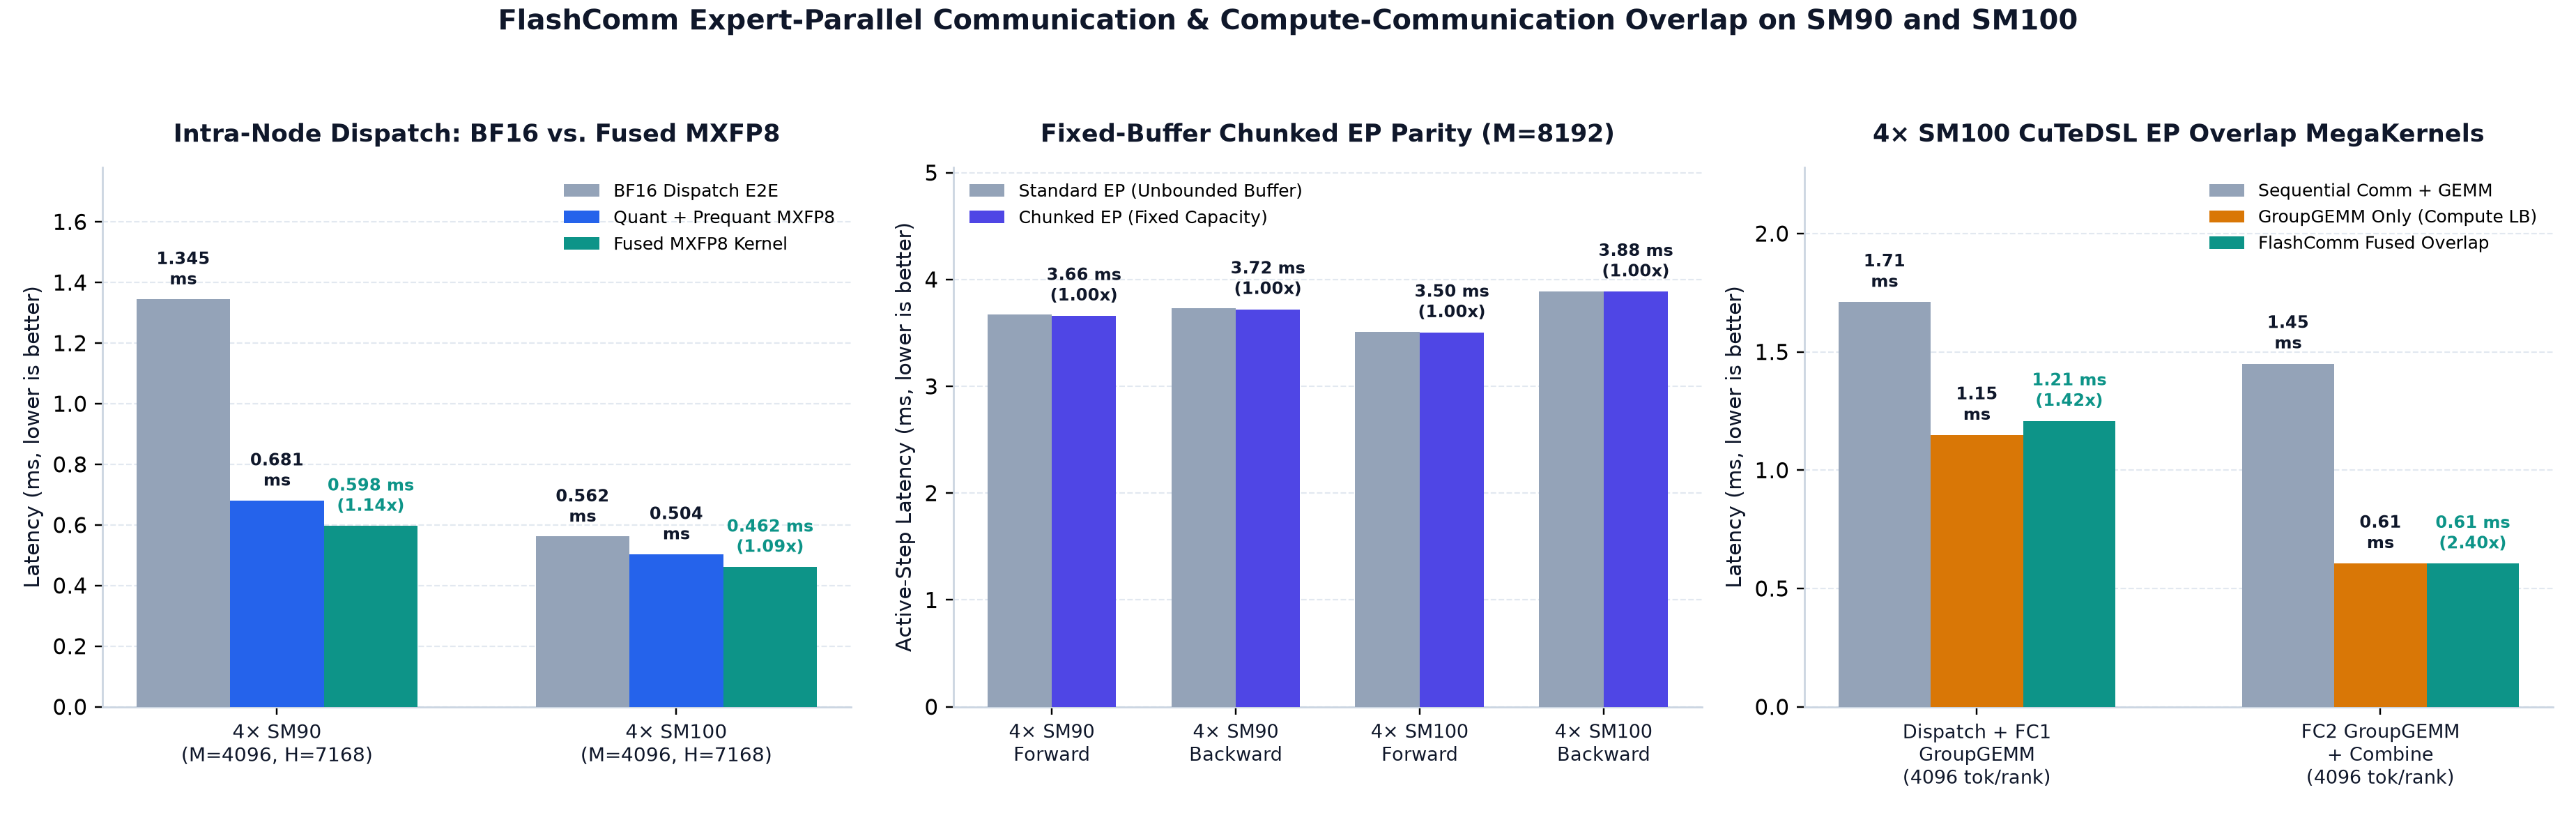 FlashComm Expert-Parallel Communication & Compute-Communication Overlap on SM90 and SM100
Intra-Node Dispatch: BF16 vs. Fused MXFP8
Latency (ms, lower is better)
1.6
1.4
1.2
1.0
0.8
0.6
0.4
0.2
0.0
BF16 Dispatch E2E
Quant + Prequant MXFP8
Fused MXFP8 Kernel
1.345
ms
0.681
ms
0.598 ms
(1.14x)
0.562
ms
0.504
ms
0.462 ms
(1.09x)
4× SM90
(M=4096, H=7168)
4× SM100
(M=4096, H=7168)
Fixed-Buffer Chunked EP Parity (M=8192)
Active-Step Latency (ms, lower is better)
5
4
3
2
1
0
Standard EP (Unbounded Buffer)
Chunked EP (Fixed Capacity)
3.66 ms
(1.00x)
3.72 ms
(1.00x)
3.50 ms
(1.00x)
3.88 ms
(1.00x)
4× SM90
Forward
4× SM90
Backward
4× SM100
Forward
4× SM100
Backward
4× SM100 CuTeDSL EP Overlap MegaKernels
Latency (ms, lower is better)
2.0
1.5
1.0
0.5
0.0
Sequential Comm + GEMM
GroupGEMM Only (Compute LB)
FlashComm Fused Overlap
1.71
ms
1.15
ms
1.21 ms
(1.42x)
1.45
ms
0.61
ms
0.61 ms
(2.40x)
Dispatch + FC1
GroupGEMM
(4096 tok/rank)
FC2 GroupGEMM
+ Combine
(4096 tok/rank)